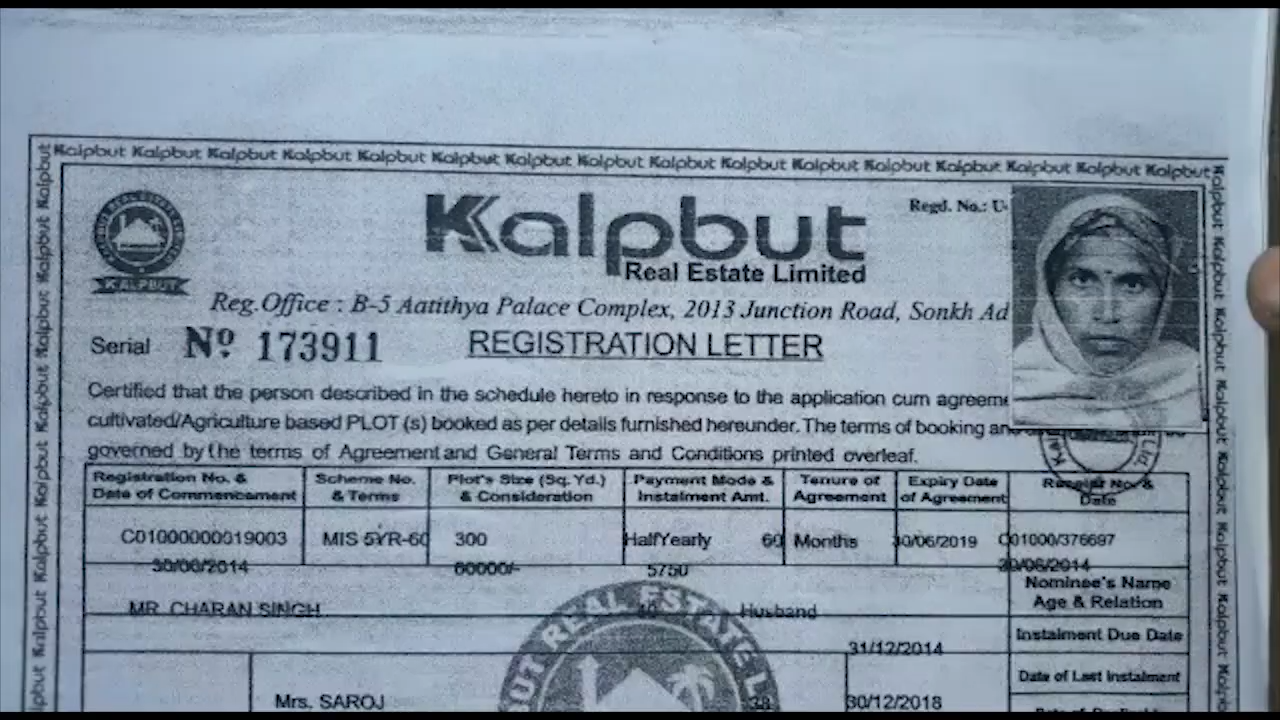 Kalpbut Kalpbut Kalpbut Kalpbut Kalpbut Kalpbut Kalpbut Kalpbut Kalpbut Kalpbut Kalpbut Kalpbut Kalpbut Kalpbut Kalpbut Kalpbut
Kalpbut
Regd. No.: U
Real Estate Limited
KALPBUT
Reg.Office : B-5 Aatithya Palace Complex, 2013 Junction Road, Sonkh Ad
Serial Nº 173911 REGISTRATION LETTER
Certified that the person described in the schedule hereto in response to the application cum agreeme
cultivated/Agriculture based PLOT (s) booked as per details furnished hereunder. The terms of booking an
governed by the terms of Agreement and General Terms and Conditions printed overleaf.
Registration No. & Scheme No. Plot's Size (Sq. Yd.) Payment Mode & Tenure of Expiry Date Receipt No. &
Date of Commencement & Terms & Consideration Instalment Amt. Agreement of Agreement Date
C01000000019003 MIS 5YR-60 300 HalfYearly 60 Months 30/06/2019 C01000/376697
30/06/2014 60000/- 5750 30/06/2014
MR. CHARAN SINGH 40 Husband Nominee's Name
Age & Relation
31/12/2014 Instalment Due Date
Mrs. SAROJ 38 30/12/2018 Date of Last Instalment
BUT REAL ESTATE L